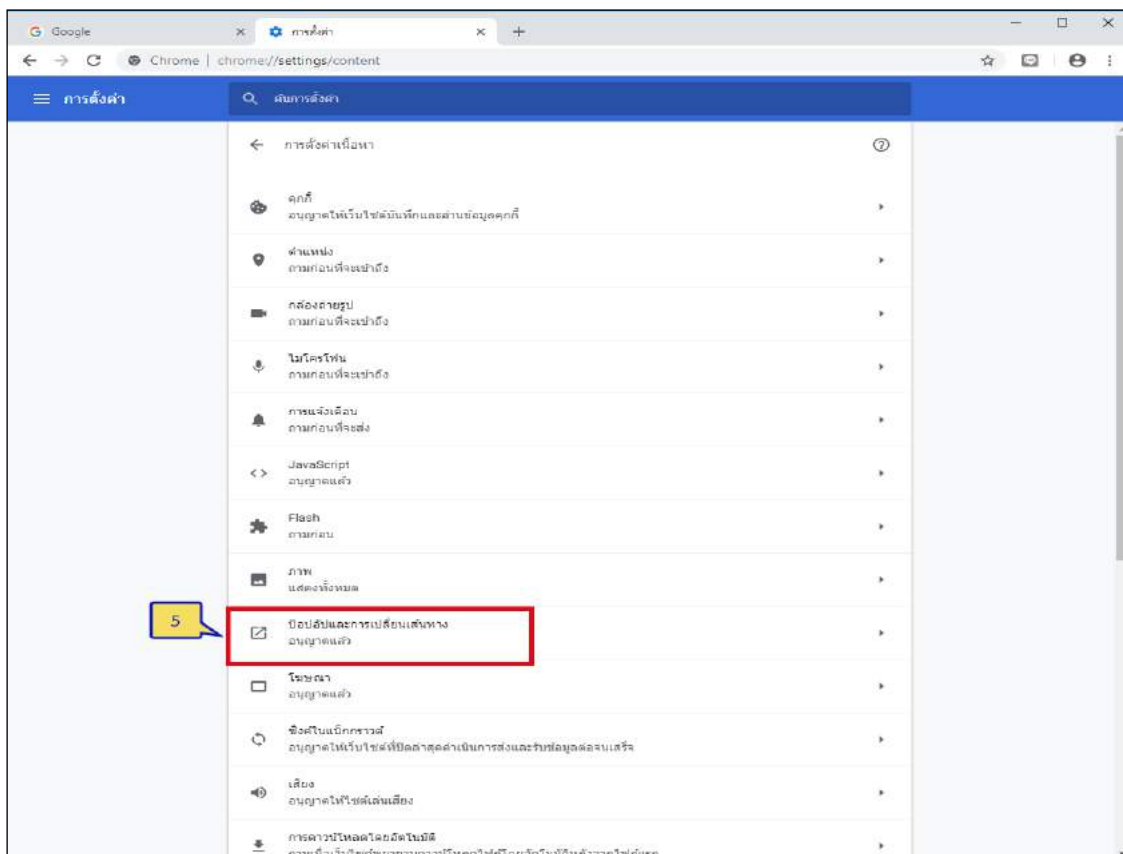 Google
การตั้งค่า
Chrome | chrome://settings/content
การตั้งค่า
ค้นการตั้งค่า
การตั้งค่าเนื้อหา
คุกกี้
อนุญาตให้เว็บไซต์บันทึกและอ่านข้อมูลคุกกี้
ตำแหน่ง
ถามก่อนที่จะเข้าถึง
กล้องถ่ายรูป
ถามก่อนที่จะเข้าถึง
ไมโครโฟน
ถามก่อนที่จะเข้าถึง
การแจ้งเตือน
ถามก่อนที่จะส่ง
JavaScript
อนุญาตแล้ว
Flash
ถามก่อน
ภาพ
แสดงทั้งหมด
5
ป๊อปอัปและการเปลี่ยนเส้นทาง
อนุญาตแล้ว
โฆษณา
อนุญาตแล้ว
ซิงค์ในแบ็กกราวด์
อนุญาตให้เว็บไซต์ที่ปิดล่าสุดดำเนินการส่งและรับข้อมูลต่อจนเสร็จ
เสียง
อนุญาตให้ไซต์เล่นเสียง
การดาวน์โหลดโดยอัตโนมัติ